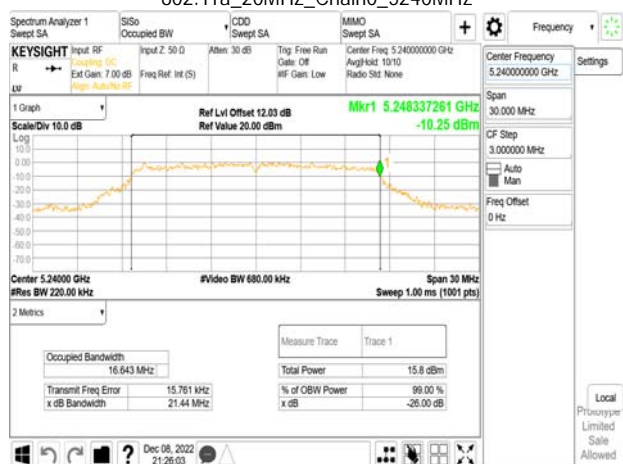 802.11a_20MHz_Chain0_5240MHz
Spectrum Analyzer 1
Swept SA
SISo
Occupied BW
CDD
Swept SA
MIMO
Swept SA
+
Frequency
KEYSIGHT
R
LV
Input: RF
Coupling: DC
Ext Gain: 7.00 dB
Align: Auto/No RF
Input Z: 50 Ω
Freq Ref: Int (S)
Atten: 30 dB
Trig: Free Run
Gate: Off
#IF Gain: Low
Center Freq: 5.240000000 GHz
Avg|Hold: 10/10
Radio Std: None
Center Frequency
5.240000000 GHz
Settings
Span
30.000 MHz
CF Step
3.000000 MHz
Auto
Man
Freq Offset
0 Hz
1 Graph
Scale/Div 10.0 dB
Ref Lvl Offset 12.03 dB
Ref Value 20.00 dBm
Mkr1 5.248337261 GHz
-10.25 dBm
Log
10.0
0.00
-10.0
-20.0
-30.0
-40.0
-50.0
-60.0
-70.0
1
Center 5.24000 GHz
#Res BW 220.00 kHz
#Video BW 680.00 kHz
Span 30 MHz
Sweep 1.00 ms (1001 pts)
2 Metrics
Measure Trace Trace 1
Occupied Bandwidth
16.643 MHz
Total Power 15.8 dBm
Transmit Freq Error 15.761 kHz
% of OBW Power 99.00 %
x dB Bandwidth 21.44 MHz
x dB -26.00 dB
Local
Prototype
Limited
Sale
Allowed
?
Dec 08, 2022
21:26:03